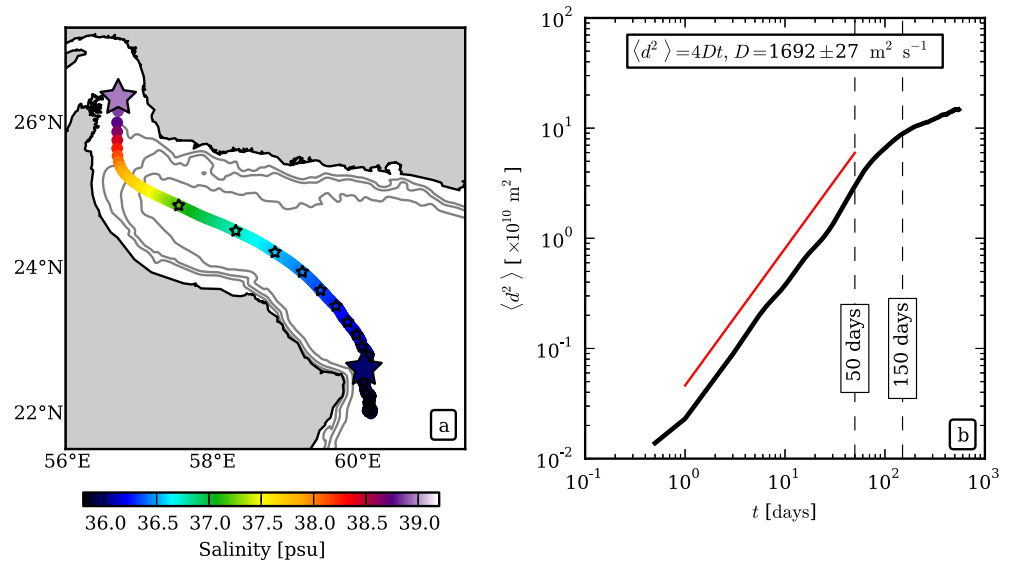 26°N
24°N
22°N
56°E 58°E 60°E
a
36.0 36.5 37.0 37.5 38.0 38.5 39.0
Salinity [psu]
⟨d² ⟩=4Dt, D=1692±27 m² s⁻¹
10²
10¹
10⁰
10⁻¹
10⁻²
⟨d² ⟩ [ ×10¹⁰ m² ]
50 days
150 days
b
10⁻¹ 10⁰ 10¹ 10² 10³
t [days]